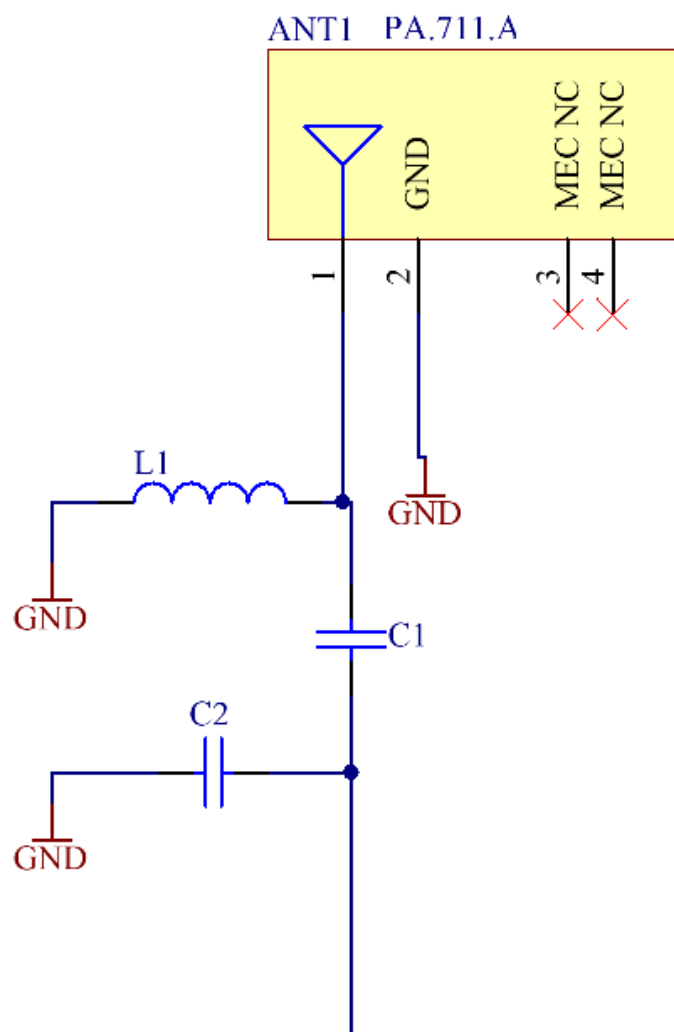 ANT1 PA.711.A
GND
MEC NC
MEC NC
1
2
3
4
L1
GND
GND
C1
C2
GND